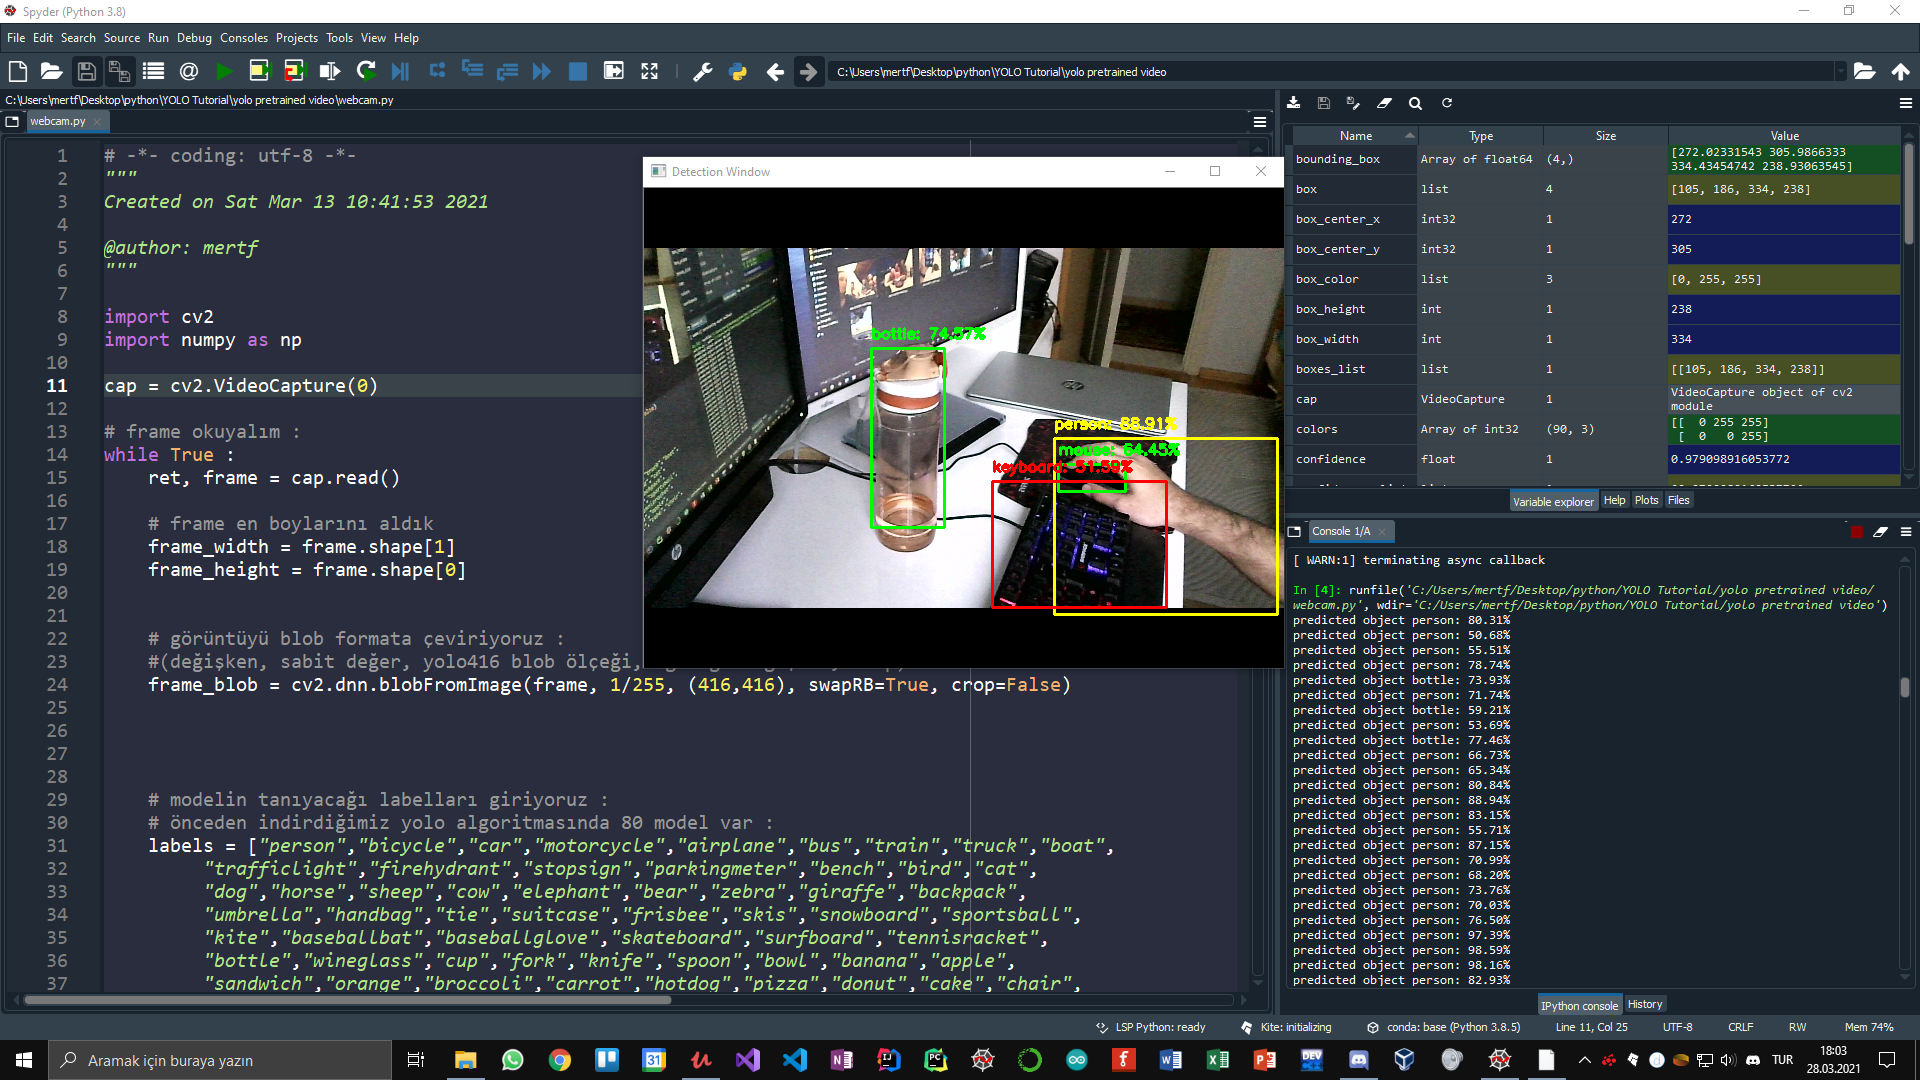 Spyder (Python 3.8)
File Edit Search Source Run Debug Consoles Projects Tools View Help
C:\Users\mertf\Desktop\python\YOLO Tutorial\yolo pretrained video
C:\Users\mertf\Desktop\python\YOLO Tutorial\yolo pretrained video\webcam.py
webcam.py
1 # -*- coding: utf-8 -*-
2 """
3 Created on Sat Mar 13 10:41:53 2021
4
5 @author: mertf
6 """
7
8 import cv2
9 import numpy as np
10
11 cap = cv2.VideoCapture(0)
12
13 # frame okuyalım :
14 while True :
15 ret, frame = cap.read()
16
17 # frame en boylarını aldık
18 frame_width = frame.shape[1]
19 frame_height = frame.shape[0]
20
21
22 # görüntüyü blob formata çeviriyoruz :
23 #(değişken, sabit değer, yolo416 blob ölçeği,
24 frame_blob = cv2.dnn.blobFromImage(frame, 1/255, (416,416), swapRB=True, crop=False)
25
26
27
28
29 # modelin tanıyacağı labelları giriyoruz :
30 # önceden indirdiğimiz yolo algoritmasında 80 model var :
31 labels = ["person","bicycle","car","motorcycle","airplane","bus","train","truck","boat",
32 "trafficlight","firehydrant","stopsign","parkingmeter","bench","bird","cat",
33 "dog","horse","sheep","cow","elephant","bear","zebra","giraffe","backpack",
34 "umbrella","handbag","tie","suitcase","frisbee","skis","snowboard","sportsball",
35 "kite","baseballbat","baseballglove","skateboard","surfboard","tennisracket",
36 "bottle","wineglass","cup","fork","knife","spoon","bowl","banana","apple",
37 "sandwich","orange","broccoli","carrot","hotdog","pizza","donut","cake","chair",
Detection Window
bottle: 74.57%
person: 88.91%
mouse: 64.45%
keyboard: 51.59%
Name Type Size Value
bounding_box Array of float64 (4,) [272.02331543 305.9866333
334.43454742 238.93063545]
box list 4 [105, 186, 334, 238]
box_center_x int32 1 272
box_center_y int32 1 305
box_color list 3 [0, 255, 255]
box_height int 1 238
box_width int 1 334
boxes_list list 1 [[105, 186, 334, 238]]
cap VideoCapture 1 VideoCapture object of cv2
module
colors Array of int32 (90, 3) [[ 0 255 255]
[ 0 0 255]
confidence float 1 0.979098916053772
Variable explorer Help Plots Files
Console 1/A
[ WARN:1] terminating async callback
In [4]: runfile('C:/Users/mertf/Desktop/python/YOLO Tutorial/yolo pretrained video/
webcam.py', wdir='C:/Users/mertf/Desktop/python/YOLO Tutorial/yolo pretrained video')
predicted object person: 80.31%
predicted object person: 50.68%
predicted object person: 55.51%
predicted object person: 78.74%
predicted object bottle: 73.93%
predicted object person: 71.74%
predicted object bottle: 59.21%
predicted object person: 53.69%
predicted object bottle: 77.46%
predicted object person: 66.73%
predicted object person: 65.34%
predicted object person: 80.84%
predicted object person: 88.94%
predicted object person: 83.15%
predicted object person: 55.71%
predicted object person: 87.15%
predicted object person: 70.99%
predicted object person: 68.20%
predicted object person: 73.76%
predicted object person: 70.03%
predicted object person: 76.50%
predicted object person: 97.39%
predicted object person: 98.59%
predicted object person: 98.16%
predicted object person: 82.93%
IPython console History
LSP Python: ready Kite: initializing conda: base (Python 3.8.5) Line 11, Col 25 UTF-8 CRLF RW Mem 74%
Aramak için buraya yazın
TUR
18:03
28.03.2021